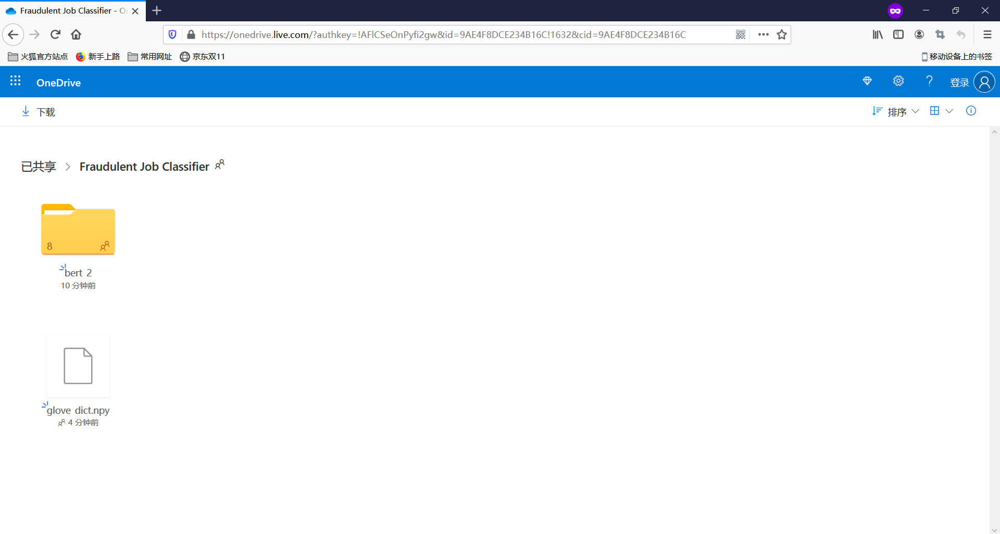 Fraudulent Job Classifier - O
https://onedrive.live.com/?authkey=!AFlCSeOnPyfi2gw&id=9AE4F8DCE234B16C!1632&cid=9AE4F8DCE234B16C
火狐官方站点 新手上路 常用网址 京东双11 移动设备上的书签
OneDrive 登录
下载 排序
已共享 > Fraudulent Job Classifier
8
bert 2
10 分钟前
glove dict.npy
4 分钟前